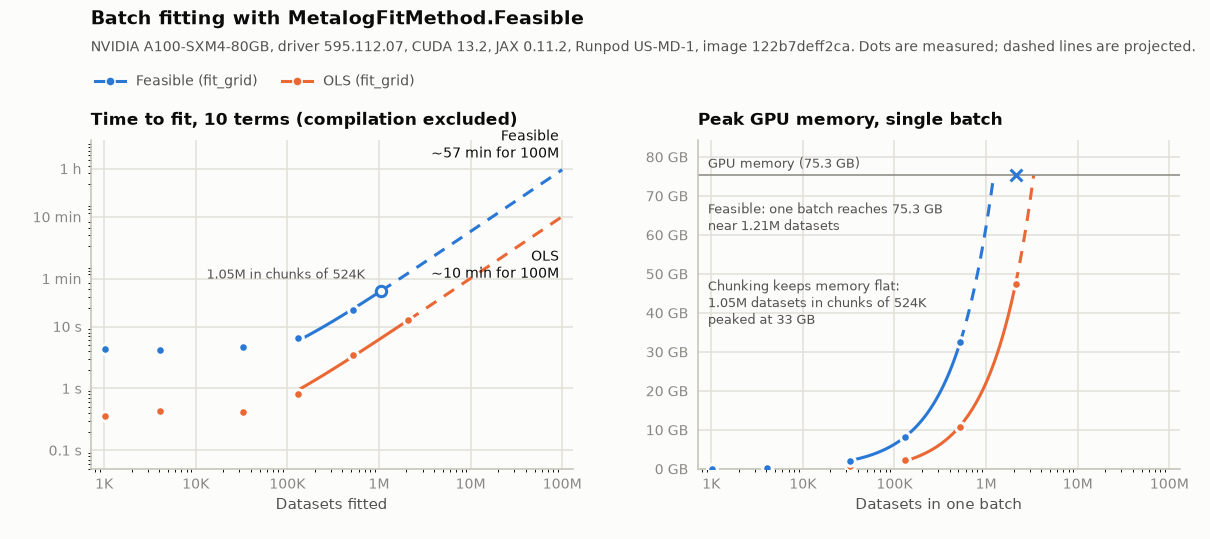 Batch fitting with MetalogFitMethod.Feasible
NVIDIA A100-SXM4-80GB, driver 595.112.07, CUDA 13.2, JAX 0.11.2, Runpod US-MD-1, image 122b7deff2ca. Dots are measured; dashed lines are projected.
Feasible (fit_grid)
OLS (fit_grid)
Time to fit, 10 terms (compilation excluded)
Feasible
~57 min for 100M
1 h
10 min
1 min
10 s
1 s
0.1 s
1.05M in chunks of 524K
OLS
~10 min for 100M
1K
10K
100K
1M
10M
100M
Datasets fitted
Peak GPU memory, single batch
80 GB
70 GB
60 GB
50 GB
40 GB
30 GB
20 GB
10 GB
0 GB
GPU memory (75.3 GB)
Feasible: one batch reaches 75.3 GB
near 1.21M datasets
Chunking keeps memory flat:
1.05M datasets in chunks of 524K
peaked at 33 GB
1K
10K
100K
1M
10M
100M
Datasets in one batch